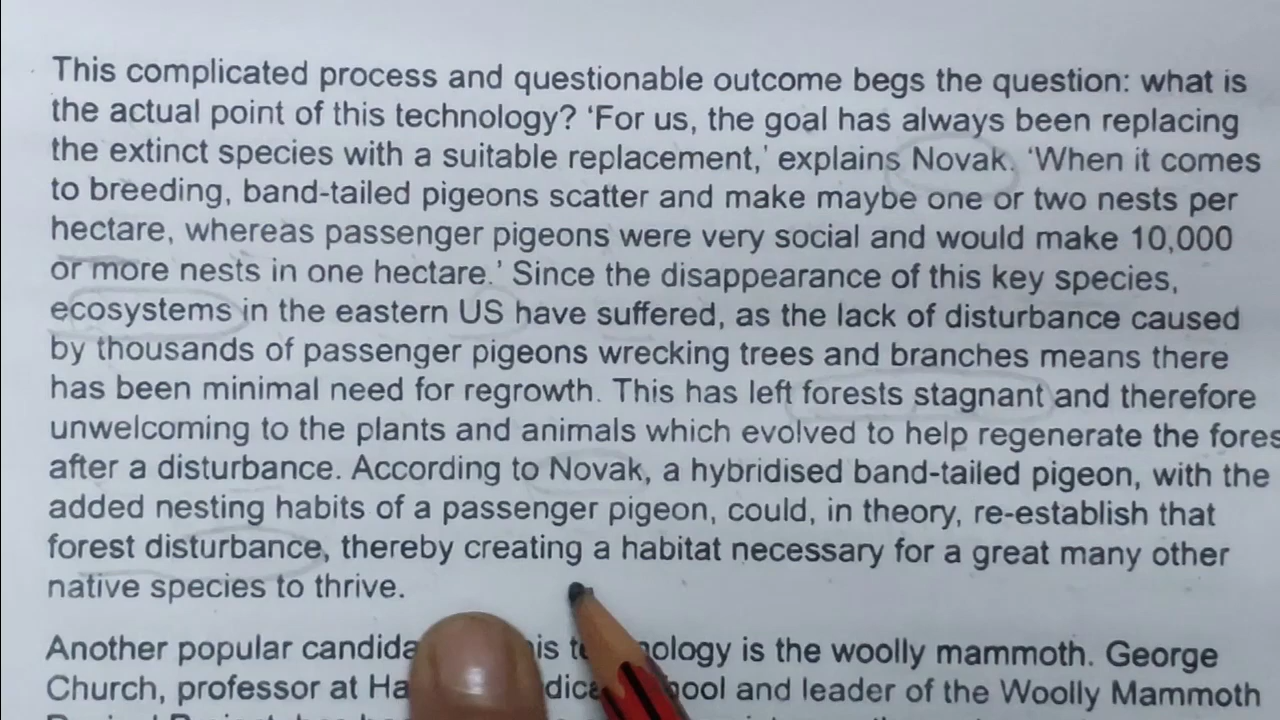 This complicated process and questionable outcome begs the question: what is
the actual point of this technology? ‘For us, the goal has always been replacing
the extinct species with a suitable replacement,’ explains Novak. ‘When it comes
to breeding, band-tailed pigeons scatter and make maybe one or two nests per
hectare, whereas passenger pigeons were very social and would make 10,000
or more nests in one hectare.’ Since the disappearance of this key species,
ecosystems in the eastern US have suffered, as the lack of disturbance caused
by thousands of passenger pigeons wrecking trees and branches means there
has been minimal need for regrowth. This has left forests stagnant and therefore
unwelcoming to the plants and animals which evolved to help regenerate the fores
after a disturbance. According to Novak, a hybridised band-tailed pigeon, with the
added nesting habits of a passenger pigeon, could, in theory, re-establish that
forest disturbance, thereby creating a habitat necessary for a great many other
native species to thrive.
Another popular candida is t nology is the woolly mammoth. George
Church, professor at Ha dica ool and leader of the Woolly Mammoth